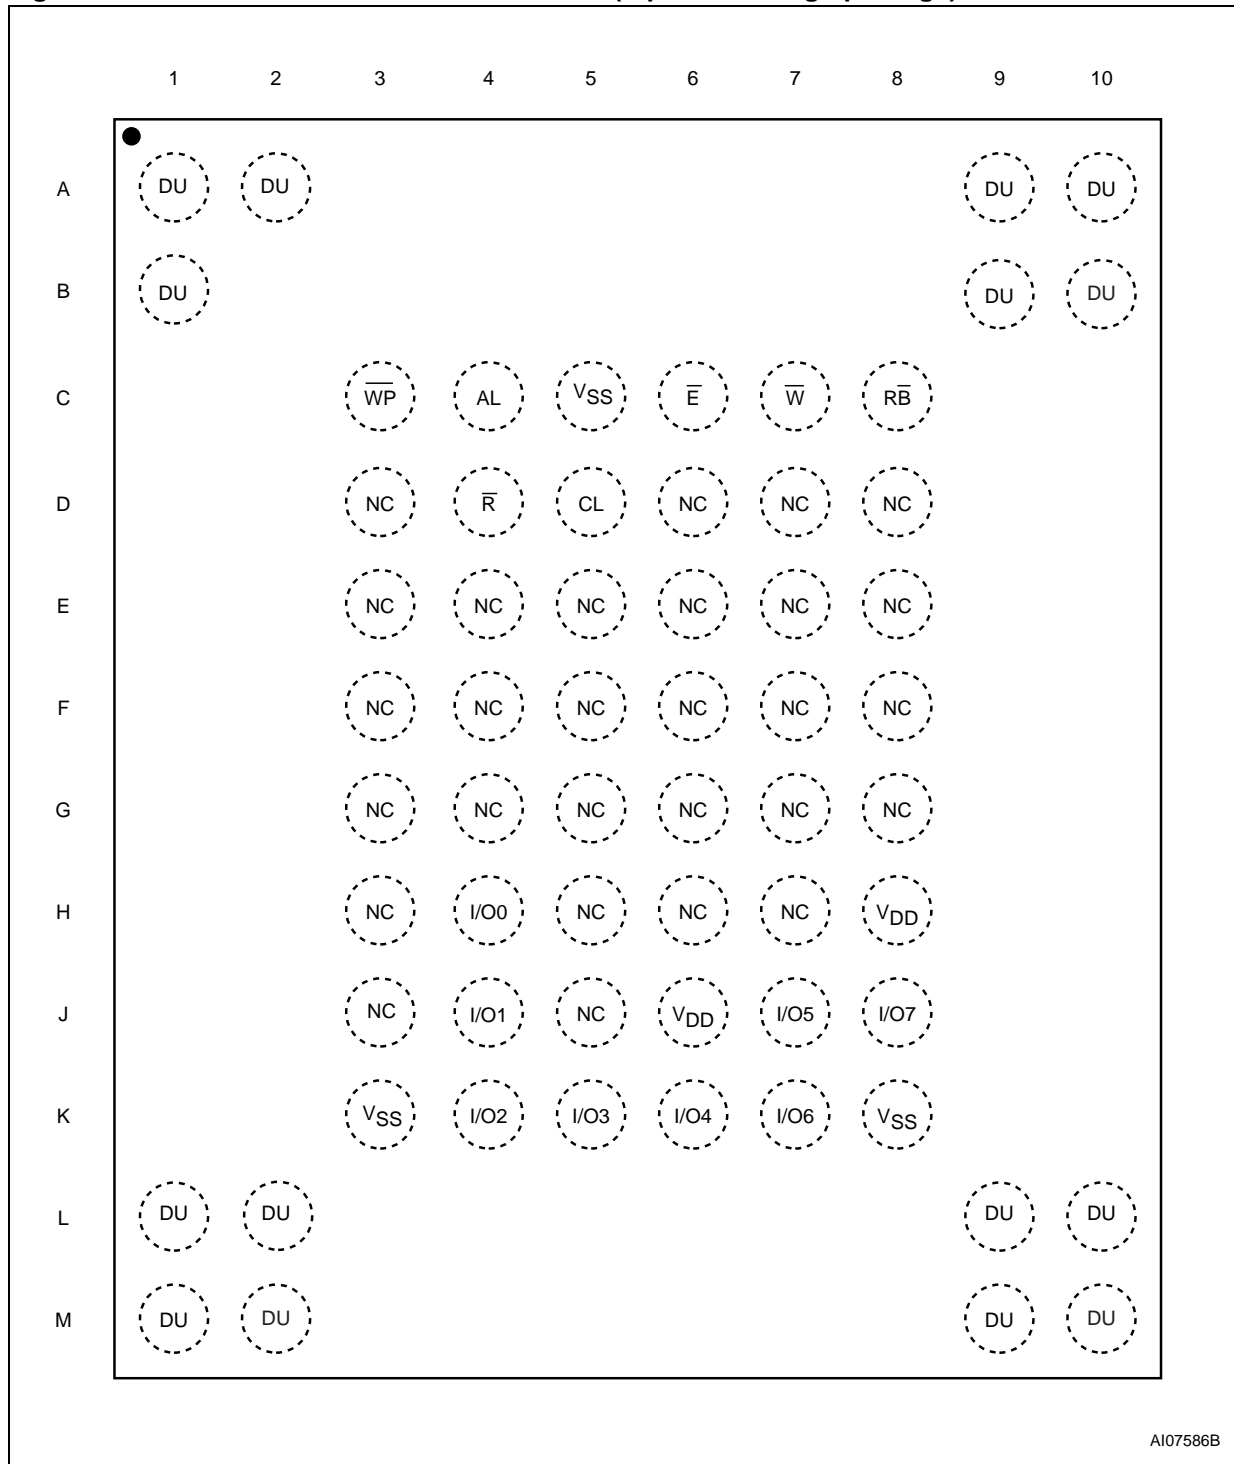 1 2 3 4 5 6 7 8 9 10
A DU DU DU DU
B DU DU DU
C W̅P̅ AL VSS E̅ W̅ RB̅
D NC R̅ CL NC NC NC
E NC NC NC NC NC NC
F NC NC NC NC NC NC
G NC NC NC NC NC NC
H NC I/O0 NC NC NC VDD
J NC I/O1 NC VDD I/O5 I/O7
K VSS I/O2 I/O3 I/O4 I/O6 VSS
L DU DU DU DU
M DU DU DU DU
AI07586B